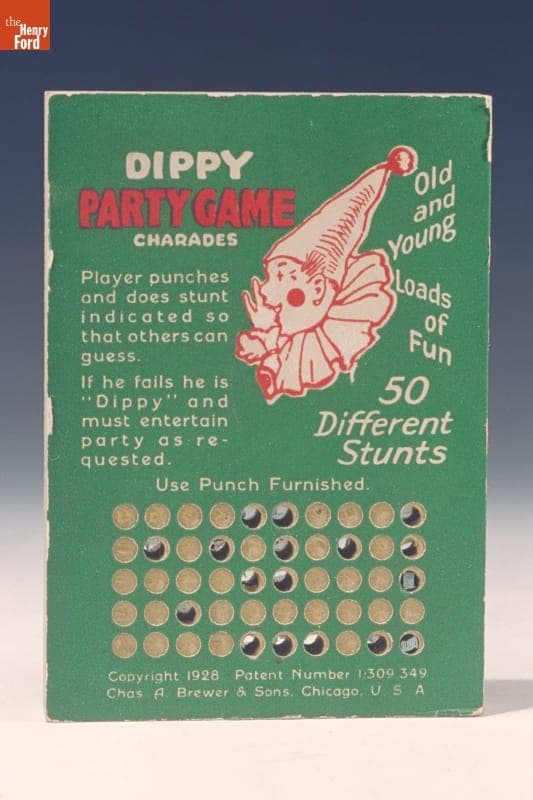 the
Henry
Ford
DIPPY
PARTY GAME
CHARADES
Old
and
Young
Loads
of
Fun
Player punches
and does stunt
indicated so
that others can
guess.
If he fails he is
"Dippy" and
must entertain
party as re-
quested.
50
Different
Stunts
Use Punch Furnished.
Copyright 1928. Patent Number 1·309 349
Chas A. Brewer & Sons. Chicago, U S A